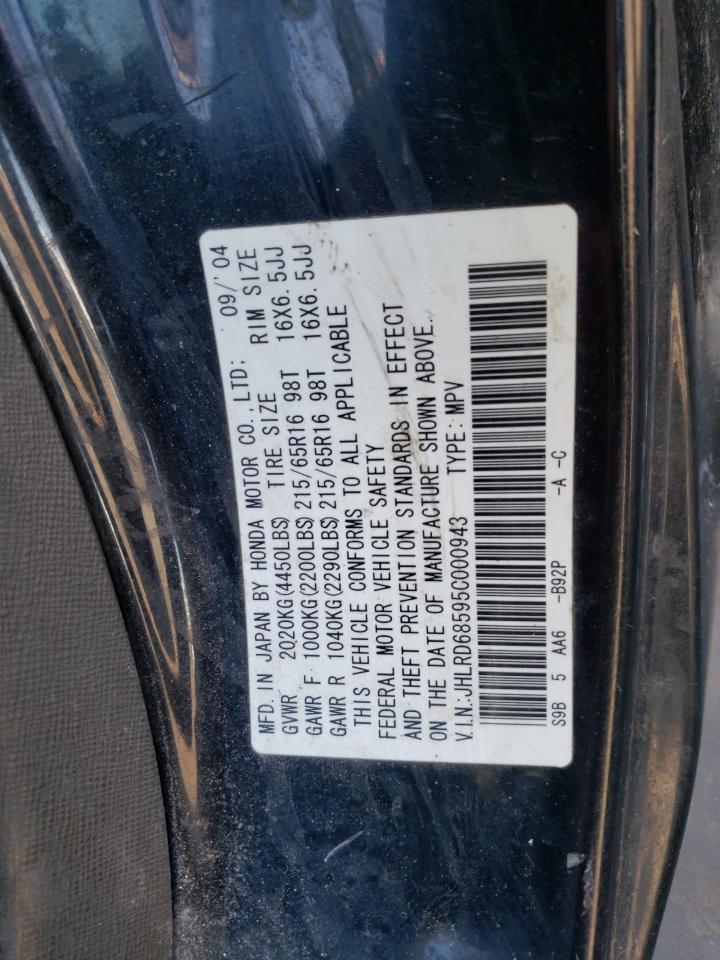 MFD. IN JAPAN BY HONDA MOTOR CO., LTD; 09/'04
GVWR 2020KG(4450LBS) TIRE SIZE RIM SIZE
GAWR F 1000KG(2200LBS) 215/65R16 98T 16X6.5JJ
GAWR R 1040KG(2290LBS) 215/65R16 98T 16X6.5JJ
THIS VEHICLE CONFORMS TO ALL APPLICABLE
FEDERAL MOTOR VEHICLE SAFETY
AND THEFT PREVENTION STANDARDS IN EFFECT
ON THE DATE OF MANUFACTURE SHOWN ABOVE.
V.I.N.:JHLRD68595C000943 TYPE: MPV
S9B 5 AA6 -B92P -A -C